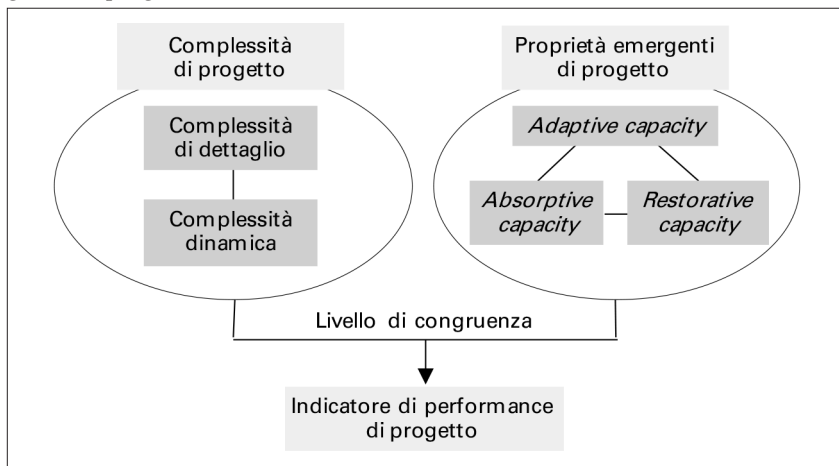 Complessità
di progetto
Complessità
di dettaglio
Complessità
dinamica
Proprietà emergenti
di progetto
Adaptive capacity
Absorptive
capacity
Restorative
capacity
Livello di congruenza
Indicatore di performance
di progetto